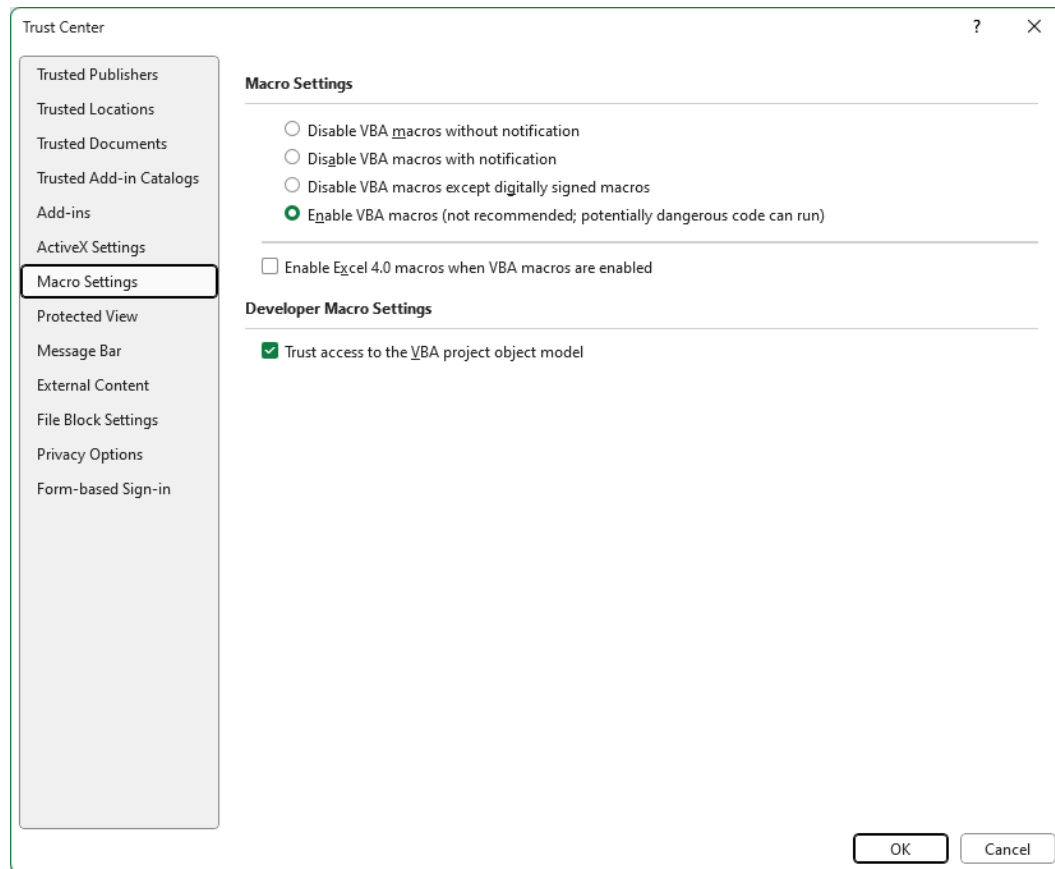 Trust Center
?
Trusted Publishers
Trusted Locations
Trusted Documents
Trusted Add-in Catalogs
Add-ins
ActiveX Settings
Macro Settings
Protected View
Message Bar
External Content
File Block Settings
Privacy Options
Form-based Sign-in
Macro Settings
Disable VBA macros without notification
Disable VBA macros with notification
Disable VBA macros except digitally signed macros
Enable VBA macros (not recommended; potentially dangerous code can run)
Enable Excel 4.0 macros when VBA macros are enabled
Developer Macro Settings
Trust access to the VBA project object model
OK
Cancel